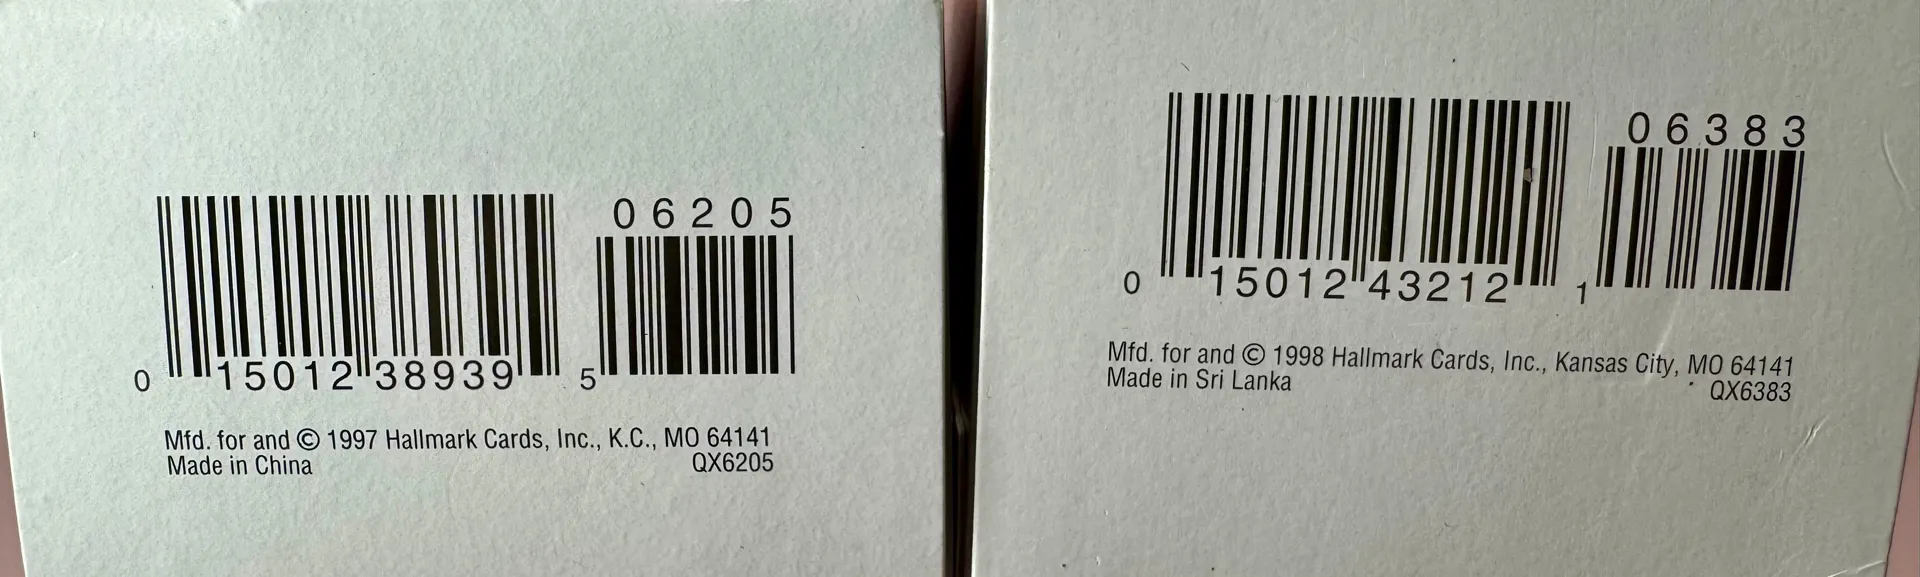 06205
0 15012 38939 5
Mfd. for and © 1997 Hallmark Cards, Inc., K.C., MO 64141
Made in China QX6205
06383
0 15012 43212 1
Mfd. for and © 1998 Hallmark Cards, Inc., Kansas City, MO 64141
Made in Sri Lanka QX6383